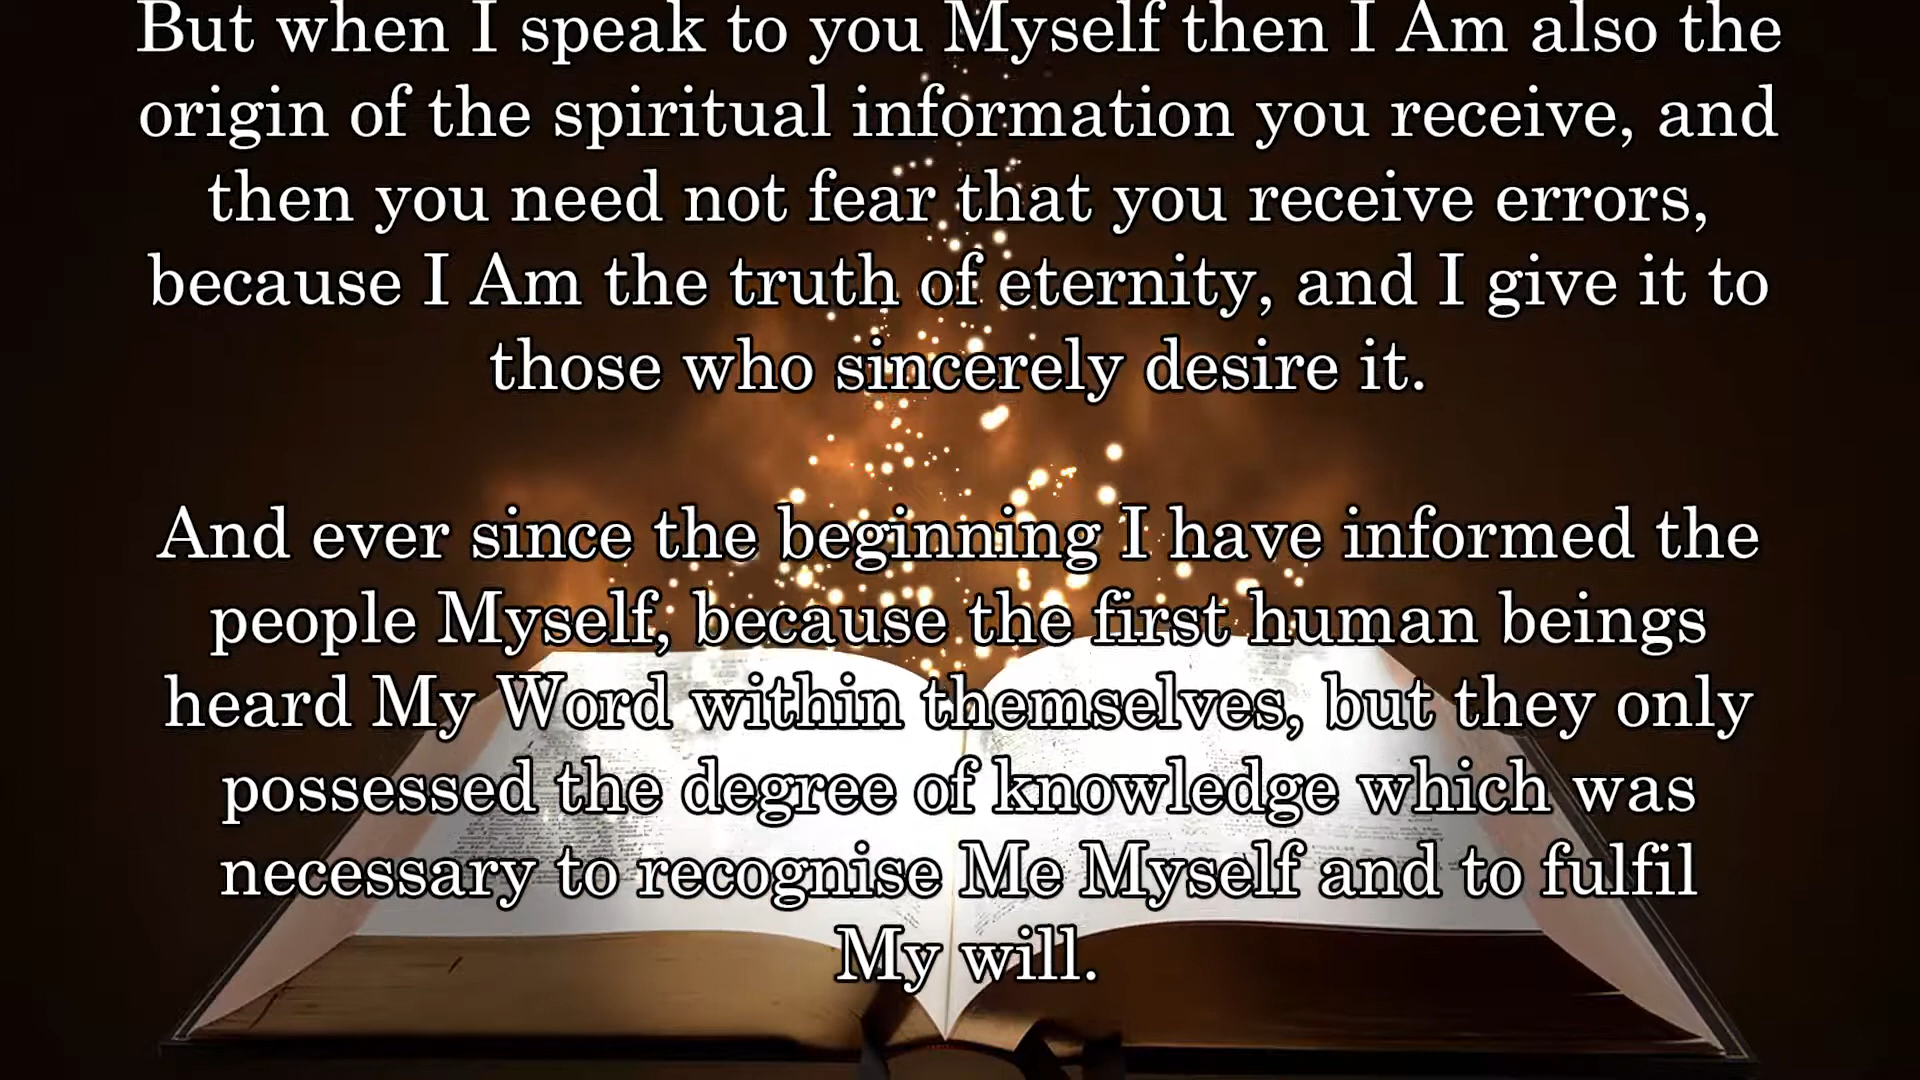 But when I speak to you Myself then I Am also the
origin of the spiritual information you receive, and
then you need not fear that you receive errors,
because I Am the truth of eternity, and I give it to
those who sincerely desire it.
And ever since the beginning I have informed the
people Myself, because the first human beings
heard My Word within themselves, but they only
possessed the degree of knowledge which was
necessary to recognise Me Myself and to fulfil
My will.